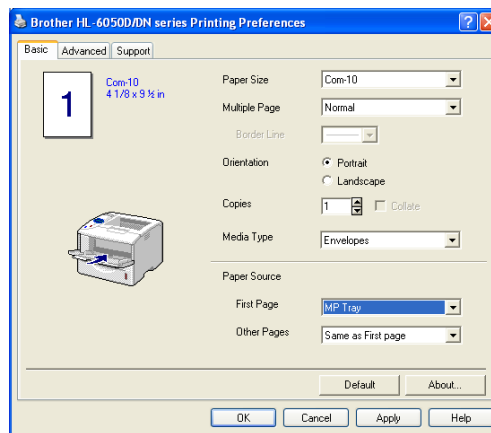 Brother HL-6050D/DN series Printing Preferences
Basic Advanced Support
1
Com-10
4 1/8 x 9 ½ in
Paper Size Com-10
Multiple Page Normal
Border Line
Orientation Portrait
Landscape
Copies 1 Collate
Media Type Envelopes
Paper Source
First Page MP Tray
Other Pages Same as First page
Default About...
OK Cancel Apply Help